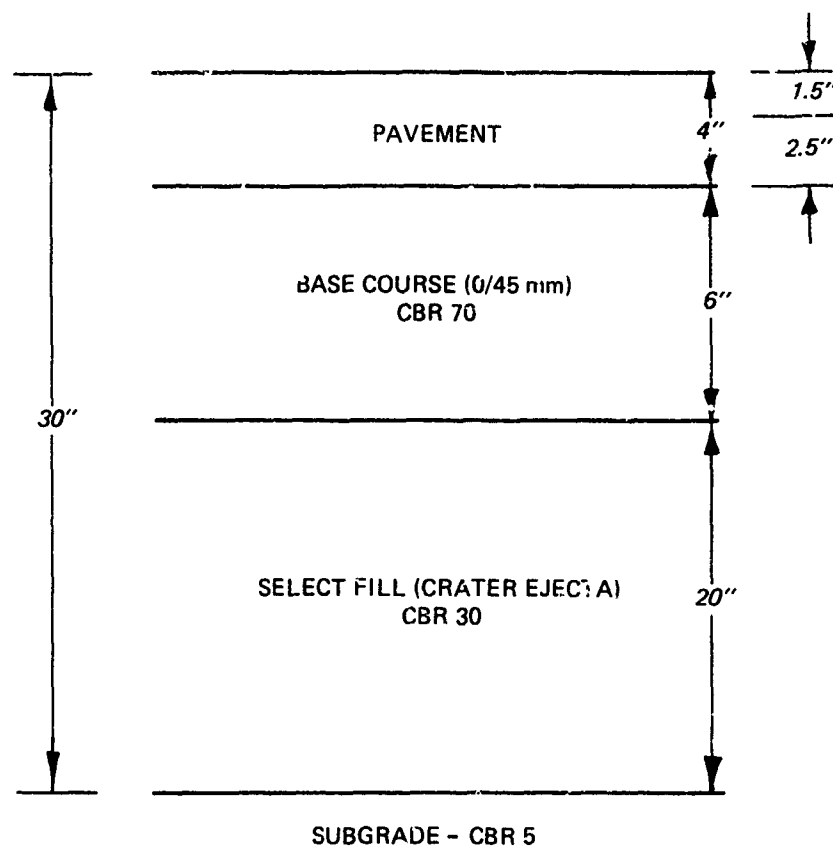 1.5"
PAVEMENT
4"
2.5"
BASE COURSE (0/45 mm)
CBR 70
6"
30"
SELECT FILL (CRATER EJECTA)
CBR 30
20"
SUBGRADE - CBR 5